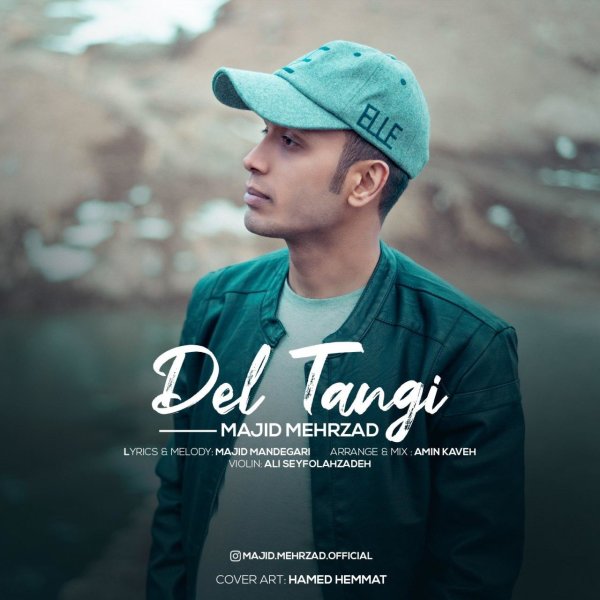 ELLE
Del Tangi
MAJID MEHRZAD
LYRICS & MELODY: MAJID MANDEGARI ARRANGE & MIX : AMIN KAVEH
VIOLIN: ALI SEYFOLAHZADEH
MAJID.MEHRZAD.OFFICIAL
COVER ART: HAMED HEMMAT